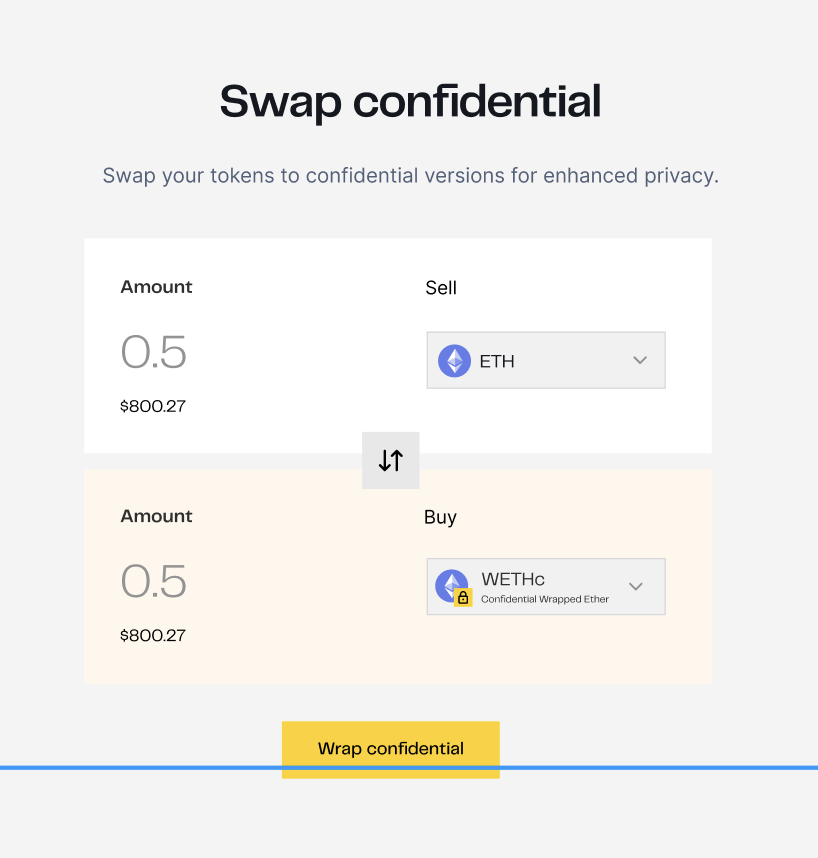 Swap confidential
Swap your tokens to confidential versions for enhanced privacy.
Amount
Sell
0.5
ETH
$800.27
Amount
Buy
0.5
WETHc
Confidential Wrapped Ether
$800.27
Wrap confidential